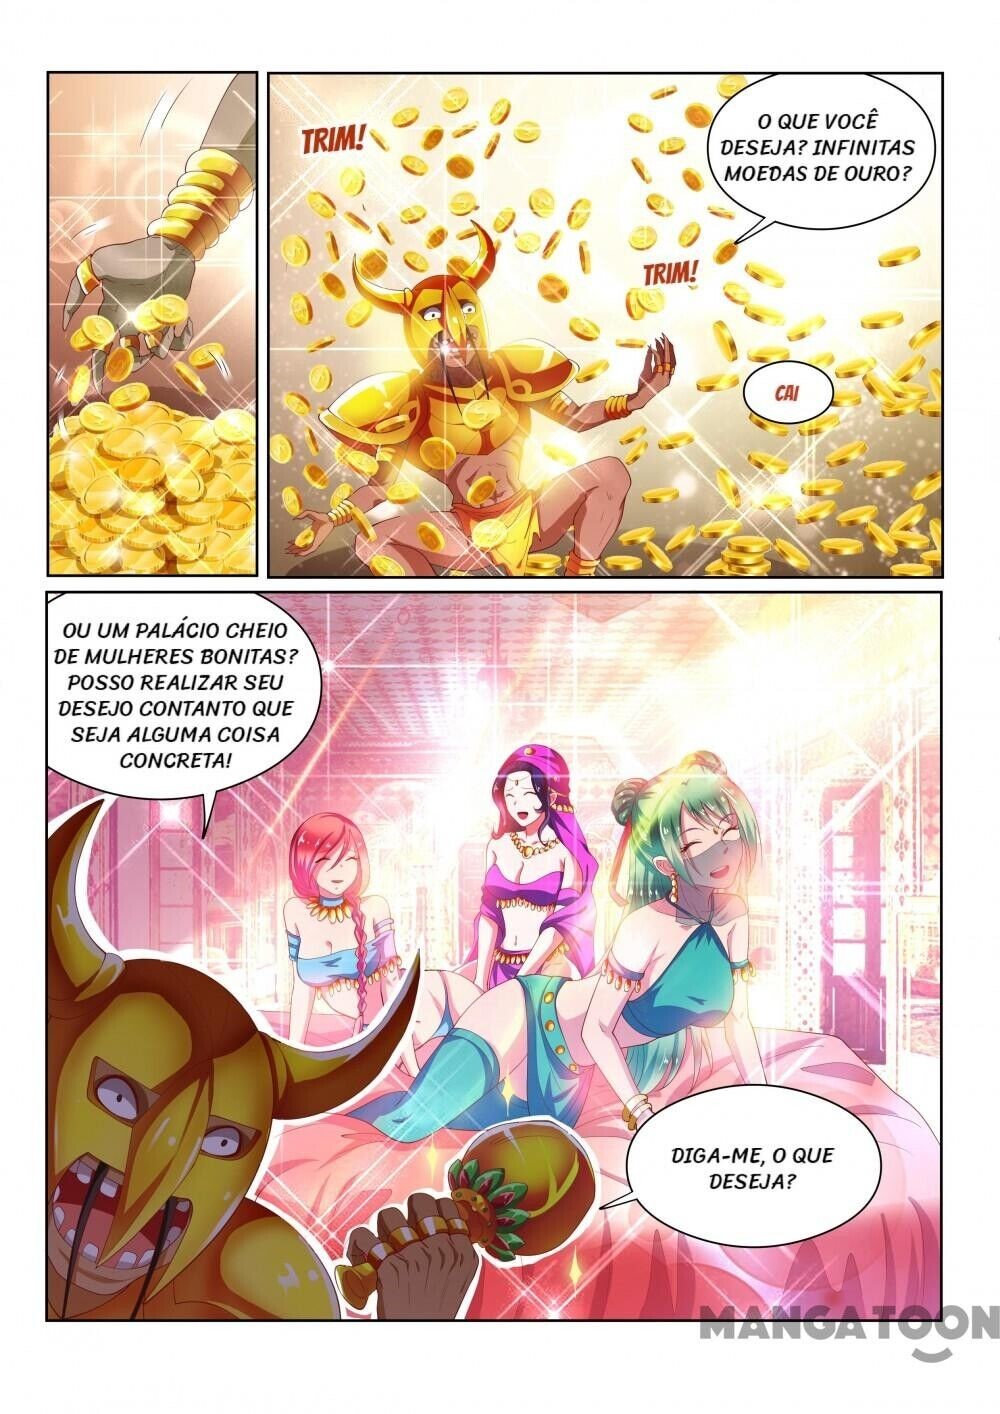 TRIM!
O QUE VOCÊ
DESEJA? INFINITAS
MOEDAS DE OURO?
TRIM!
CAI
OU UM PALÁCIO CHEIO
DE MULHERES BONITAS?
POSSO REALIZAR SEU
DESEJO CONTANTO QUE
SEJA ALGUMA COISA
CONCRETA!
DIGA-ME, O QUE
DESEJA?
MANGATOON